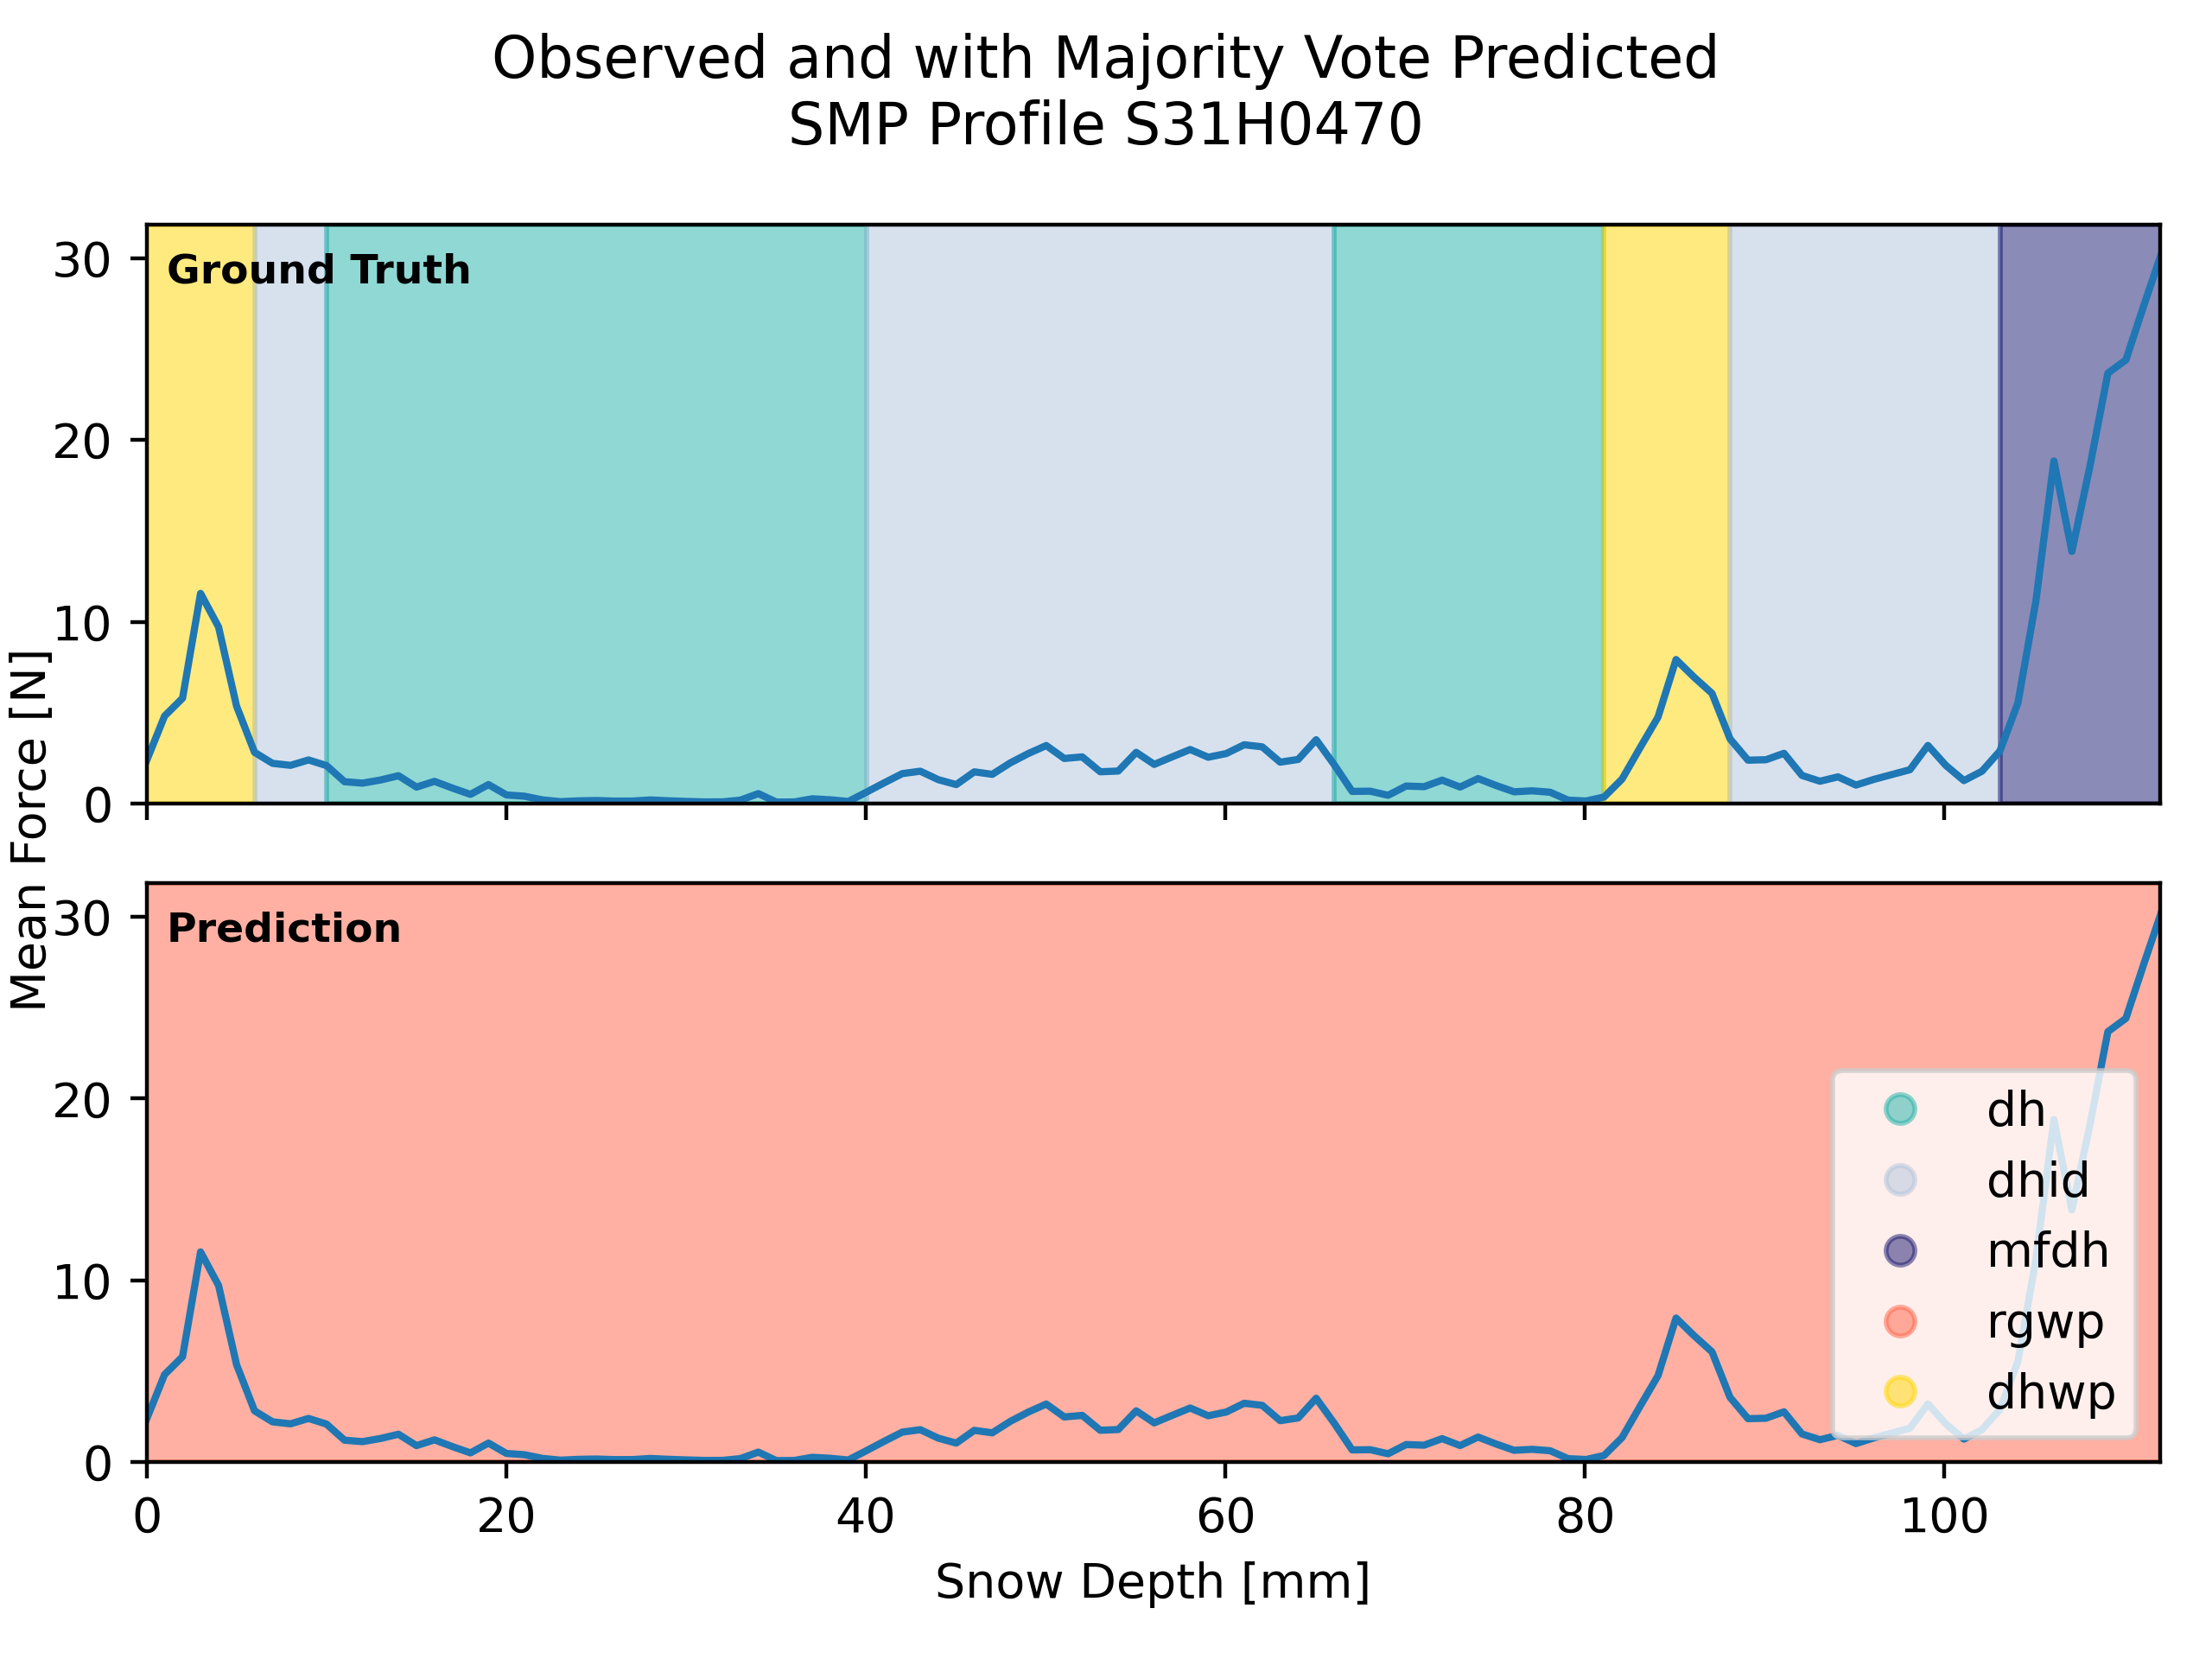 Observed and with Majority Vote Predicted
SMP Profile S31H0470
Mean Force [N]
30
20
10
0
Ground Truth
30
20
10
0
Prediction
dh
dhid
mfdh
rgwp
dhwp
0 20 40 60 80 100
Snow Depth [mm]